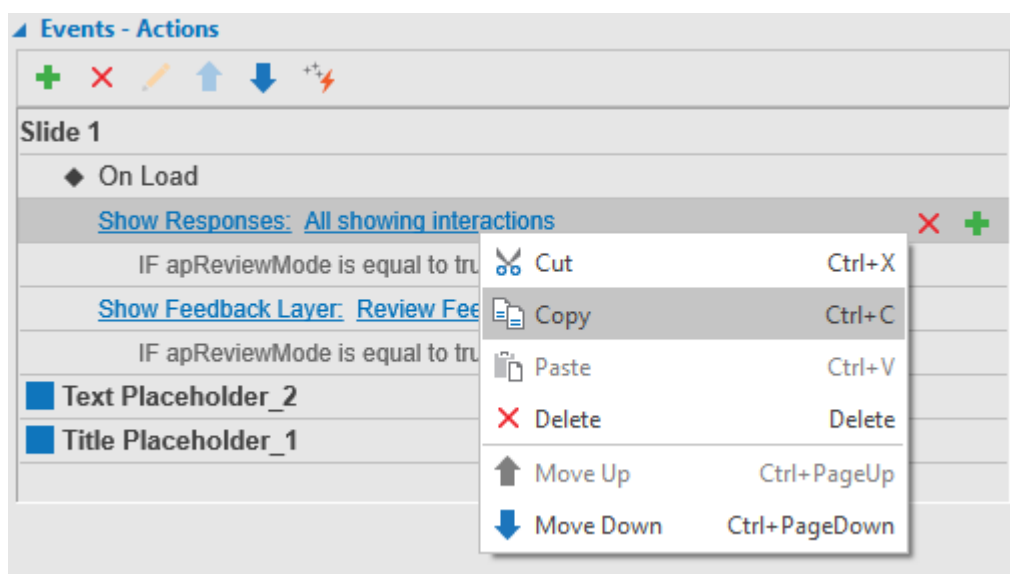 Events - Actions
Slide 1
On Load
Show Responses: All showing interactions
IF apReviewMode is equal to tru
Show Feedback Layer: Review Fee
IF apReviewMode is equal to tru
Text Placeholder_2
Title Placeholder_1
Cut Ctrl+X
Copy Ctrl+C
Paste Ctrl+V
Delete Delete
Move Up Ctrl+PageUp
Move Down Ctrl+PageDown